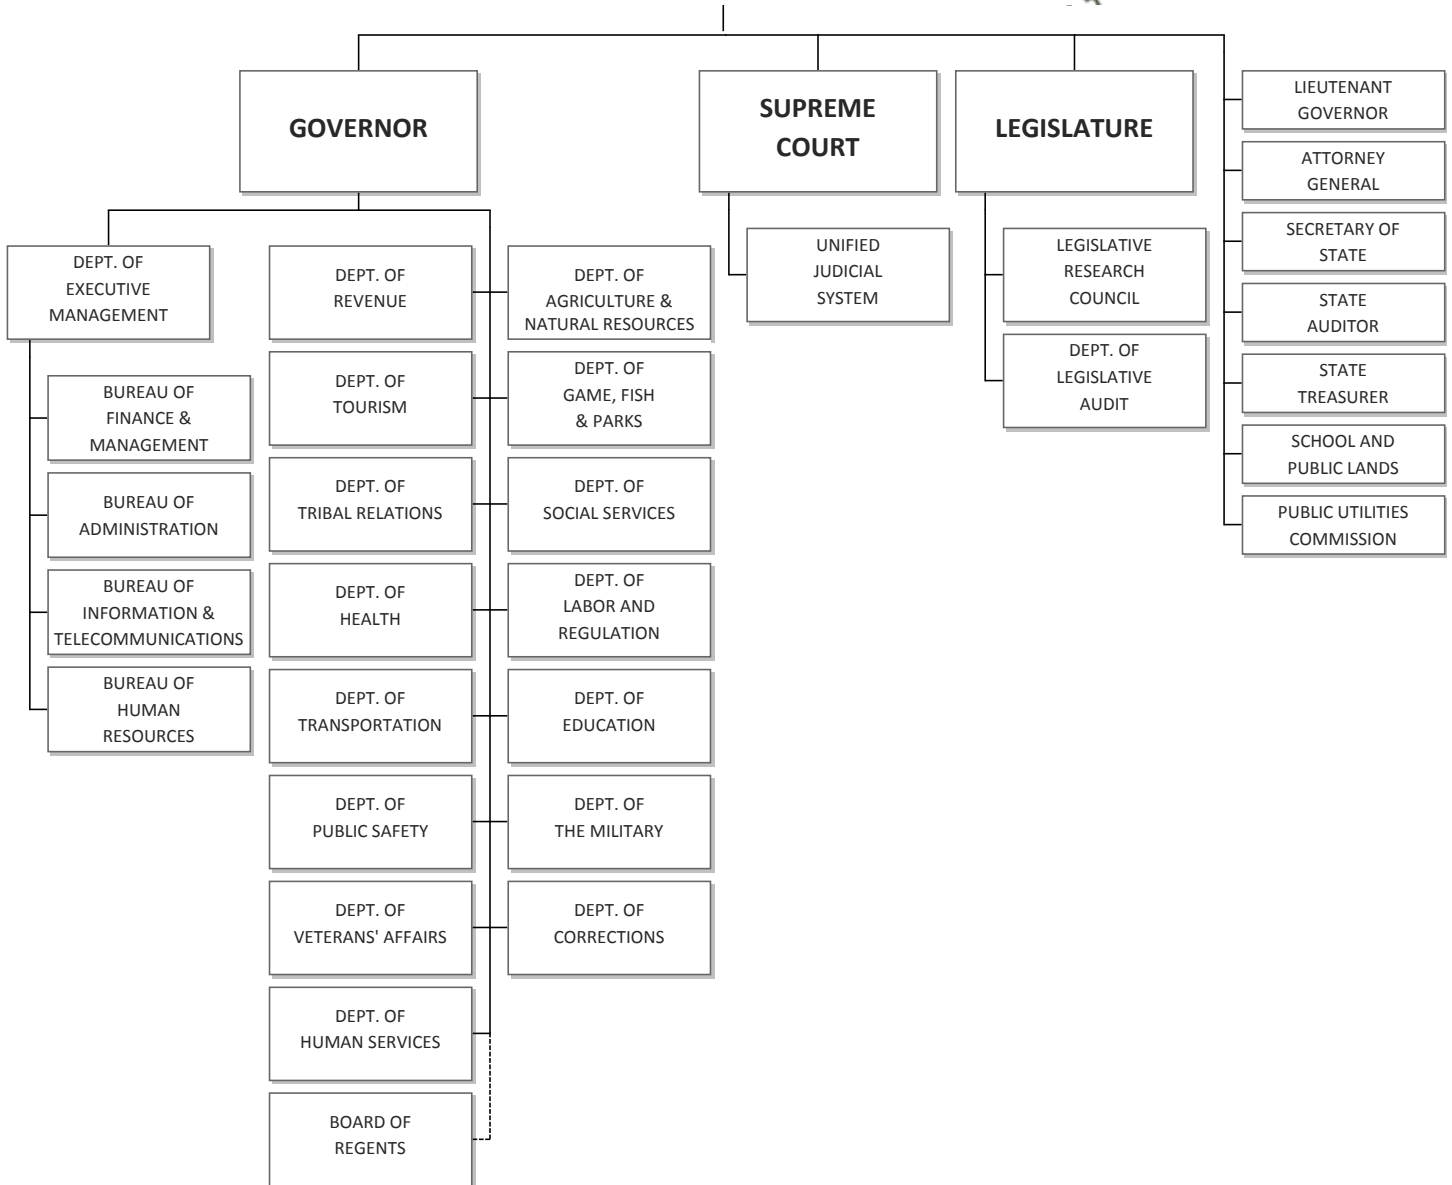 GOVERNOR
SUPREME
COURT
LEGISLATURE
LIEUTENANT
GOVERNOR
ATTORNEY
GENERAL
SECRETARY OF
STATE
STATE
AUDITOR
STATE
TREASURER
SCHOOL AND
PUBLIC LANDS
PUBLIC UTILITIES
COMMISSION
DEPT. OF
EXECUTIVE
MANAGEMENT
BUREAU OF
FINANCE &
MANAGEMENT
BUREAU OF
ADMINISTRATION
BUREAU OF
INFORMATION &
TELECOMMUNICATIONS
BUREAU OF
HUMAN
RESOURCES
DEPT. OF
REVENUE
DEPT. OF
TOURISM
DEPT. OF
TRIBAL RELATIONS
DEPT. OF
HEALTH
DEPT. OF
TRANSPORTATION
DEPT. OF
PUBLIC SAFETY
DEPT. OF
VETERANS' AFFAIRS
DEPT. OF
HUMAN SERVICES
BOARD OF
REGENTS
DEPT. OF
AGRICULTURE &
NATURAL RESOURCES
DEPT. OF
GAME, FISH
& PARKS
DEPT. OF
SOCIAL SERVICES
DEPT. OF
LABOR AND
REGULATION
DEPT. OF
EDUCATION
DEPT. OF
THE MILITARY
DEPT. OF
CORRECTIONS
UNIFIED
JUDICIAL
SYSTEM
LEGISLATIVE
RESEARCH
COUNCIL
DEPT. OF
LEGISLATIVE
AUDIT